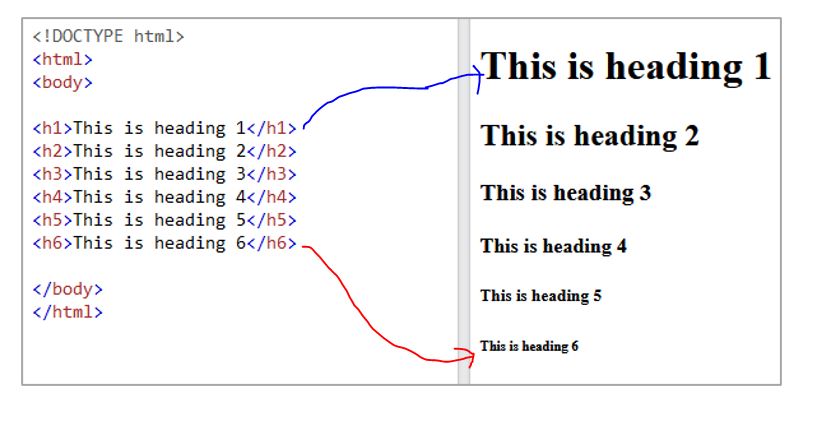 <!DOCTYPE html>
<html>
<body>
<h1>This is heading 1</h1>
<h2>This is heading 2</h2>
<h3>This is heading 3</h3>
<h4>This is heading 4</h4>
<h5>This is heading 5</h5>
<h6>This is heading 6</h6>
</body>
</html>
This is heading 1
This is heading 2
This is heading 3
This is heading 4
This is heading 5
This is heading 6